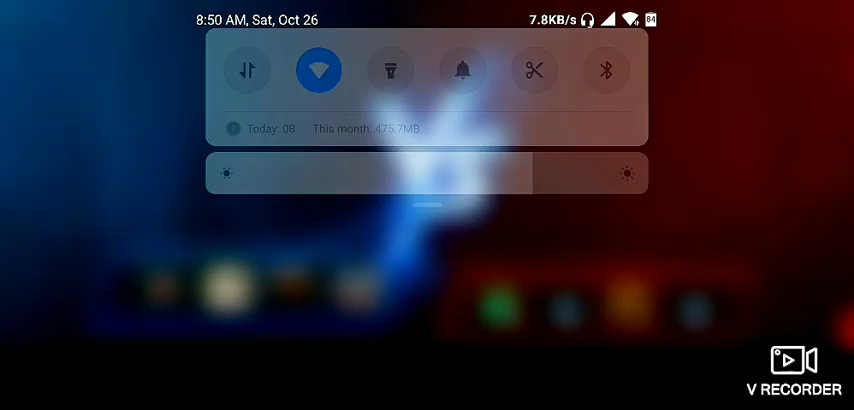 8:50 AM, Sat, Oct 26
7.8KB/s
84
Today: 0B
This month: 475.7MB
V RECORDER